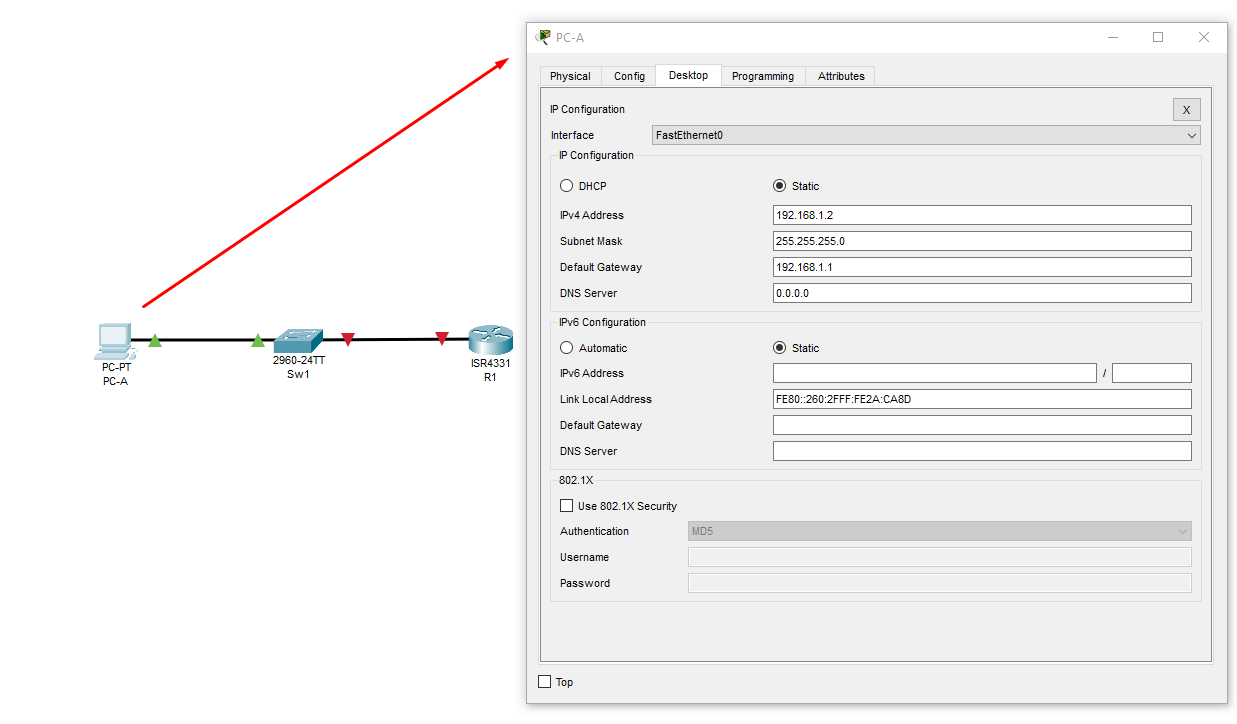 PC-A
Physical Config Desktop Programming Attributes
IP Configuration X
Interface FastEthernet0
IP Configuration
DHCP Static
IPv4 Address 192.168.1.2
Subnet Mask 255.255.255.0
Default Gateway 192.168.1.1
DNS Server 0.0.0.0
IPv6 Configuration
Automatic Static
IPv6 Address /
Link Local Address FE80::260:2FFF:FE2A:CA8D
Default Gateway
DNS Server
802.1X
Use 802.1X Security
Authentication MD5
Username
Password
Top
PC-PT
PC-A
2960-24TT
Sw1
ISR4331
R1